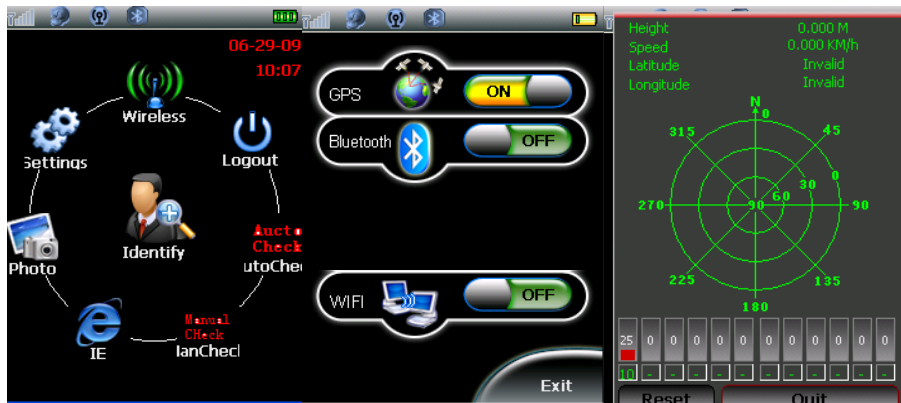 06-29-09
10:07
Wireless
Settings
Logout
Identify
Aucto
Check
utoChe
Photo
Manual
CHeck
IE
lanChecl
GPS
ON
Bluetooth
OFF
WIFI
OFF
Exit
Height 0.000 M
Speed 0.000 KM/h
Latitude Invalid
Longitude Invalid
N
0
315 45
30 0
60
270 90 90
225 135
180
25 0 0 0 0 0 0 0 0 0 0 0
10 - - - - - - - - - - -
Reset Quit